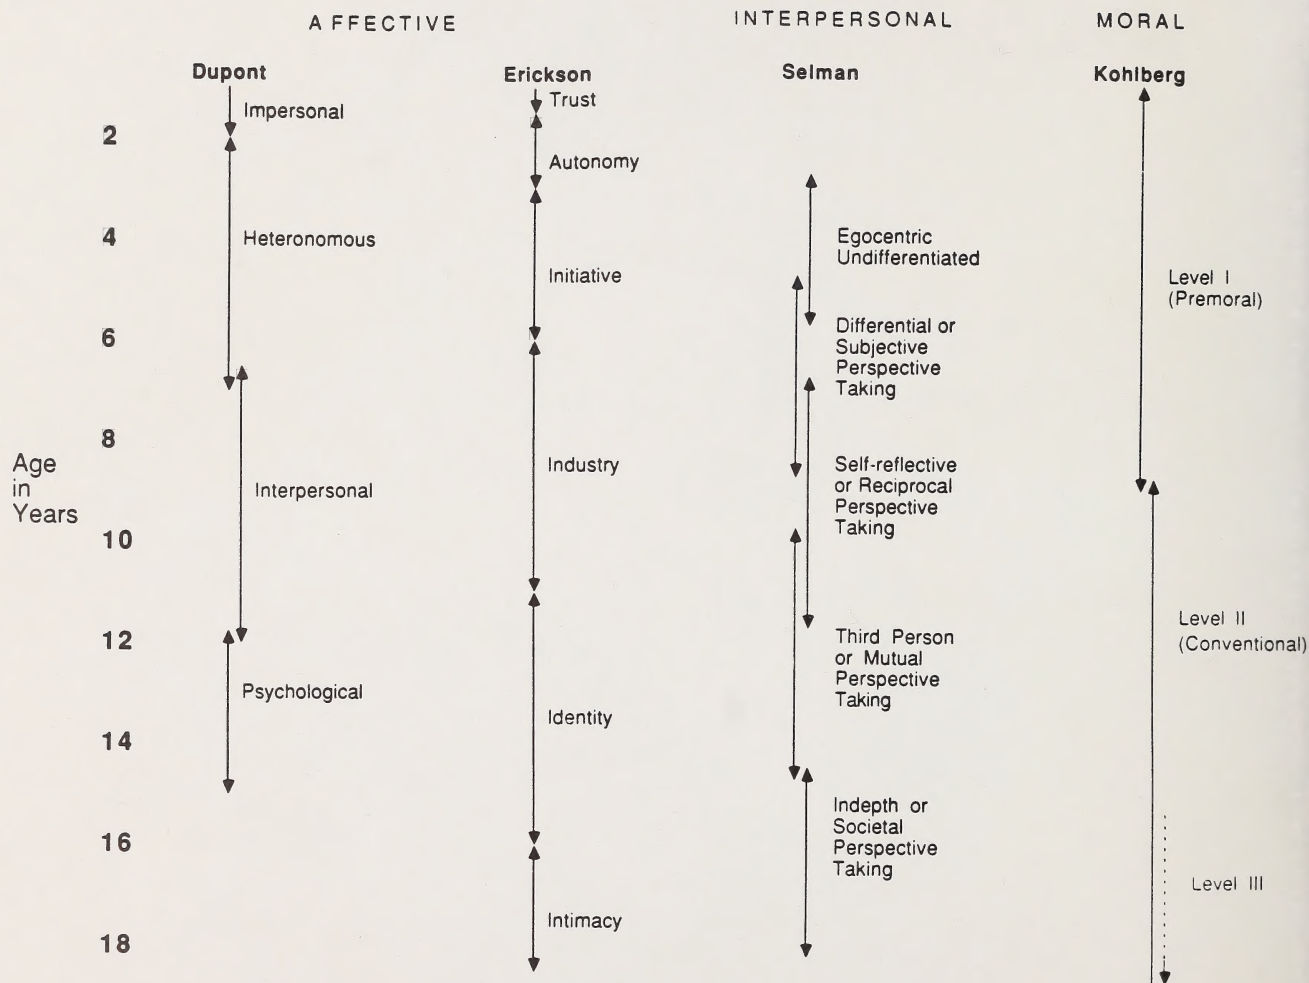 AFFECTIVE
INTERPERSONAL
MORAL
Dupont
Erickson
Selman
Kohlberg
Impersonal
Trust
2
Autonomy
4
Heteronomous
Egocentric
Undifferentiated
Initiative
Level I
(Premoral)
6
Differential or
Subjective
Perspective
Taking
8
Age
in
Years
Interpersonal
Industry
Self-reflective
or Reciprocal
Perspective
Taking
10
12
Third Person
or Mutual
Perspective
Taking
Level II
(Conventional)
Psychological
Identity
14
Indepth or
Societal
Perspective
Taking
16
Level III
Intimacy
18